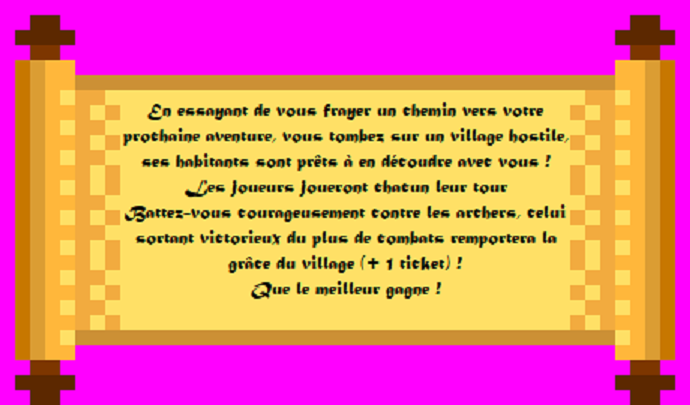 En essayant de vous frayer un chemin vers votre
prochaine aventure, vous tombez sur un village hostile,
ses habitants sont prêts à en découdre avec vous !
Les joueurs joueront chacun leur tour
Battez-vous courageusement contre les archers, celui
sortant victorieux du plus de combats remportera la
grâce du village (+ 1 ticket) !
Que le meilleur gagne !